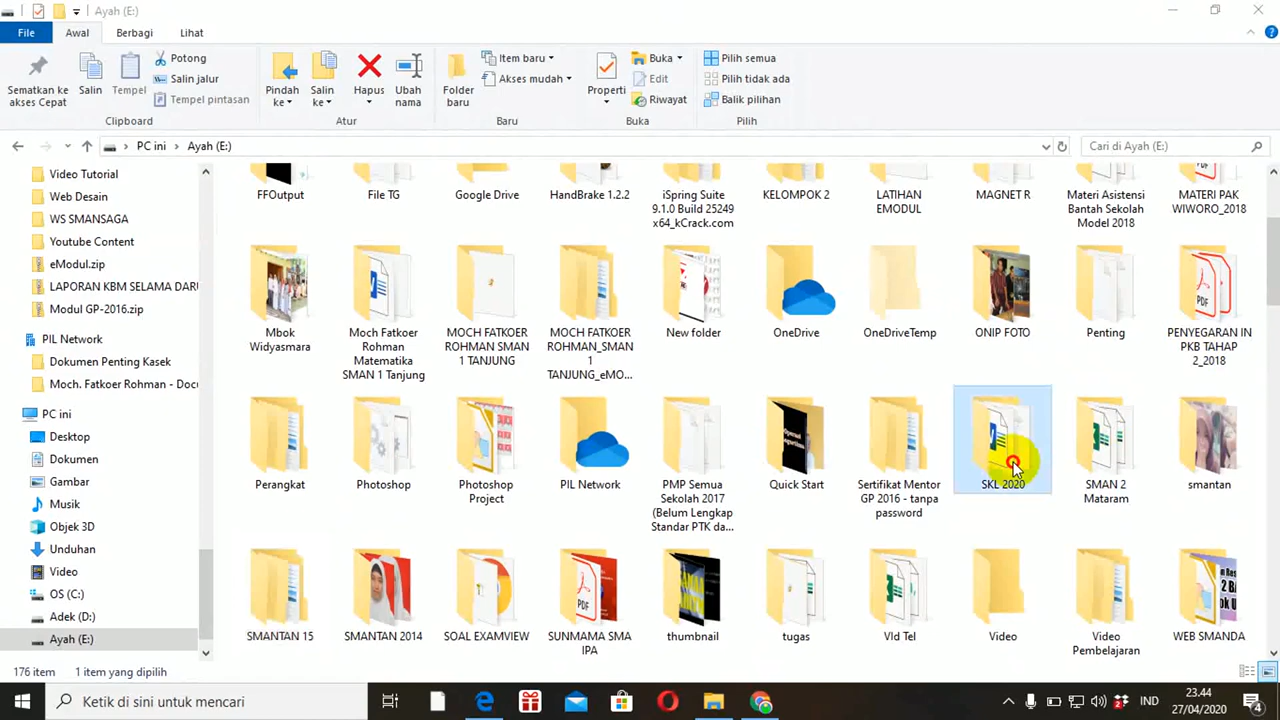 Ayah (E:)
File Awal Berbagi Lihat
Sematkan ke akses Cepat
Salin
Tempel
Potong
Salin jalur
Tempel pintasan
Clipboard
Pindah ke
Salin ke
Hapus
Ubah nama
Atur
Folder baru
Item baru
Akses mudah
Baru
Properti
Buka
Edit
Riwayat
Buka
Pilih semua
Pilih tidak ada
Balik pilihan
Pilih
PC ini Ayah (E:)
Cari di Ayah (E:)
Video Tutorial
Web Desain
WS SMANSAGA
Youtube Content
eModul.zip
LAPORAN KBM SELAMA DARU
Modul GP-2016.zip
PIL Network
Dokumen Penting Kasek
Moch. Fatkoer Rohman - Docu
PC ini
Desktop
Dokumen
Gambar
Musik
Objek 3D
Unduhan
Video
OS (C:)
Adek (D:)
Ayah (E:)
FFOutput
File TG
Google Drive
HandBrake 1.2.2
iSpring Suite 9.1.0 Build 25249 x64_kCrack.com
KELOMPOK 2
LATIHAN EMODUL
MAGNET R
Materi Asistensi Bantah Sekolah Model 2018
MATERI PAK WIWORO_2018
Mbok Widyasmara
Moch Fatkoer Rohman Matematika SMAN 1 Tanjung
MOCH FATKOER ROHMAN SMAN 1 TANJUNG
MOCH FATKOER ROHMAN_SMAN 1 TANJUNG_eMO...
New folder
OneDrive
OneDriveTemp
ONIP FOTO
Penting
PENYEGARAN IN PKB TAHAP 2_2018
Perangkat
Photoshop
Photoshop Project
PIL Network
PMP Semua Sekolah 2017 (Belum Lengkap Standar PTK da...
Quick Start
Sertifikat Mentor GP 2016 - tanpa password
SKL 2020
SMAN 2 Mataram
smantan
SMANTAN 15
SMANTAN 2014
SOAL EXAMVIEW
SUNMAMA SMA IPA
thumbnail
tugas
VId Tel
Video
Video Pembelajaran
WEB SMANDA
176 item 1 item yang dipilih
Ketik di sini untuk mencari
IND
23.44
27/04/2020
4